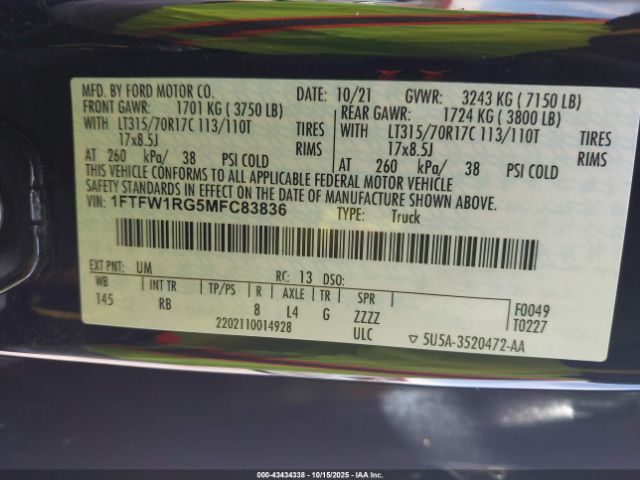 MFD. BY FORD MOTOR CO. DATE: 10/21 GVWR: 3243 KG ( 7150 LB)
FRONT GAWR: 1701 KG ( 3750 LB) REAR GAWR: 1724 KG ( 3800 LB)
WITH LT315/70R17C 113/110T TIRES WITH LT315/70R17C 113/110T TIRES
17x8.5J RIMS 17x8.5J RIMS
AT 260 kPa/ 38 PSI COLD AT 260 kPa/ 38 PSI COLD
THIS VEHICLE CONFORMS TO ALL APPLICABLE FEDERAL MOTOR VEHICLE
SAFETY STANDARDS IN EFFECT ON THE DATE OF MANUFACTURE SHOWN ABOVE.
VIN: 1FTFW1RG5MFC83836 TYPE: Truck
EXT PNT: UM RC: 13 DSO:
WB INT TR TP/PS R AXLE TR SPR F0049
145 RB 8 L4 G ZZZZ T0227
2202110014928 ULC ▽ 5U5A-3520472-AA
000-43434338 - 10/15/2025 - IAA Inc.